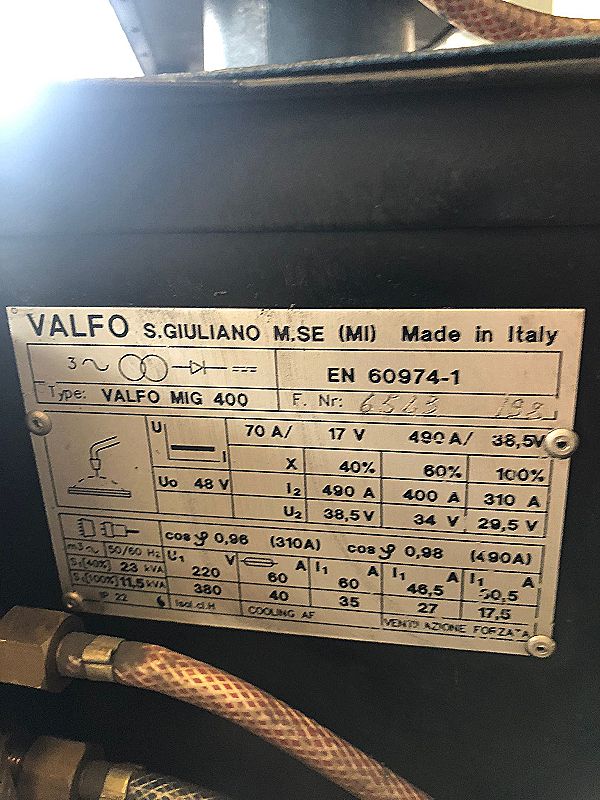 VALFO S.GIULIANO M.SE (MI) Made in Italy
3 EN 60974-1
Type: VALFO MIG 400 F. Nr:
U 70 A/ 17 V 490 A/ 38,5V
I X 40% 60% 100%
Uo 48 V I2 490 A 400 A 310 A
U2 38,5 V 34 V 29,5 V
cos φ 0,96 (310A) cos φ 0,98 (490A)
m3~ 50/60 Hz U1 V A I1 A I1 A I1 A
S1(40%) 23 kVA 220 60 60 46,5
S1(100%) 11,5 kVA 380 40 35 27 17,5
IP 22 Isol.cl.H COOLING AF VENTILAZIONE FORZATA